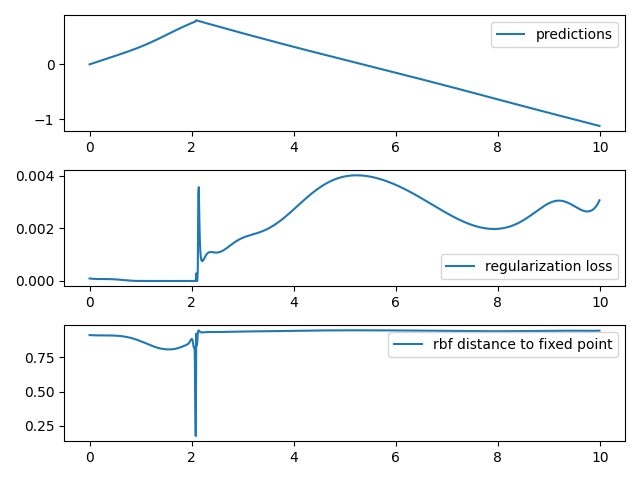 predictions
0
−1
0 2 4 6 8 10
0.004
0.002
0.000
regularization loss
0 2 4 6 8 10
rbf distance to fixed point
0.75
0.50
0.25
0 2 4 6 8 10